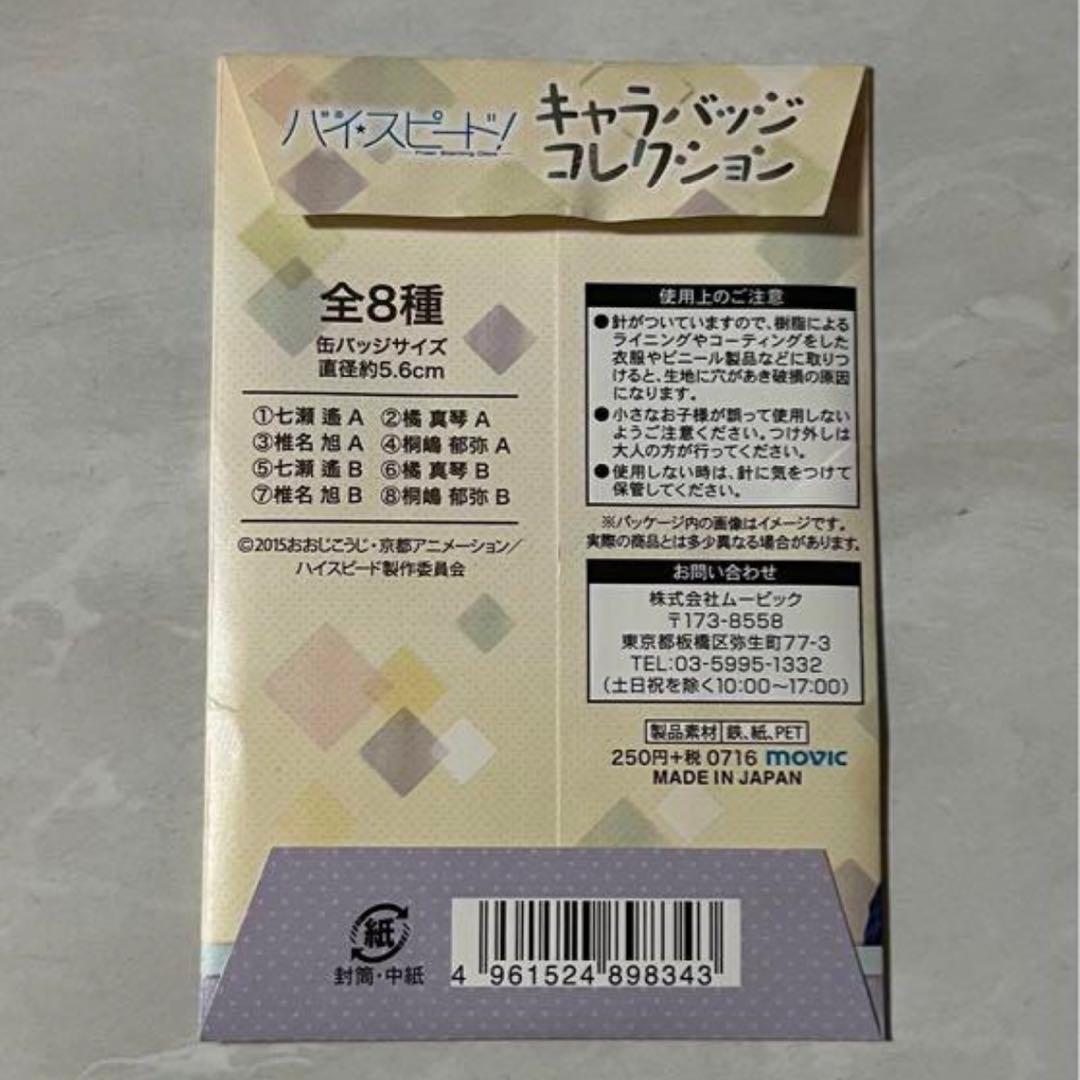 ハイ☆スピード！
キャラバッジ
コレクション
全8種
缶バッジサイズ
直径約5.6cm
①七瀬 遙 A ②橘 真琴 A
③椎名 旭 A ④桐嶋 郁弥 A
⑤七瀬 遙 B ⑥橘 真琴 B
⑦椎名 旭 B ⑧桐嶋 郁弥 B
©2015おおじこうじ・京都アニメーション/
ハイスピード製作委員会
使用上のご注意
●針がついていますので、樹脂による
ライニングやコーティングをした
衣服やビニール製品などに取りつ
けると、生地に穴があき破損の原因
になります。
●小さなお子様が誤って使用しない
ようご注意ください。つけ外しは
大人の方が行ってください。
●使用しない時は、針に気をつけて
保管してください。
※パッケージ内の画像はイメージです。
実際の商品とは多少異なる場合があります。
お問い合わせ
株式会社ムービック
〒173-8558
東京都板橋区弥生町77-3
TEL:03-5995-1332
(土日祝を除く10:00〜17:00)
製品素材 鉄、紙、PET
250円+税 0716 movic
MADE IN JAPAN
紙
封筒・中紙
4 961524 898343